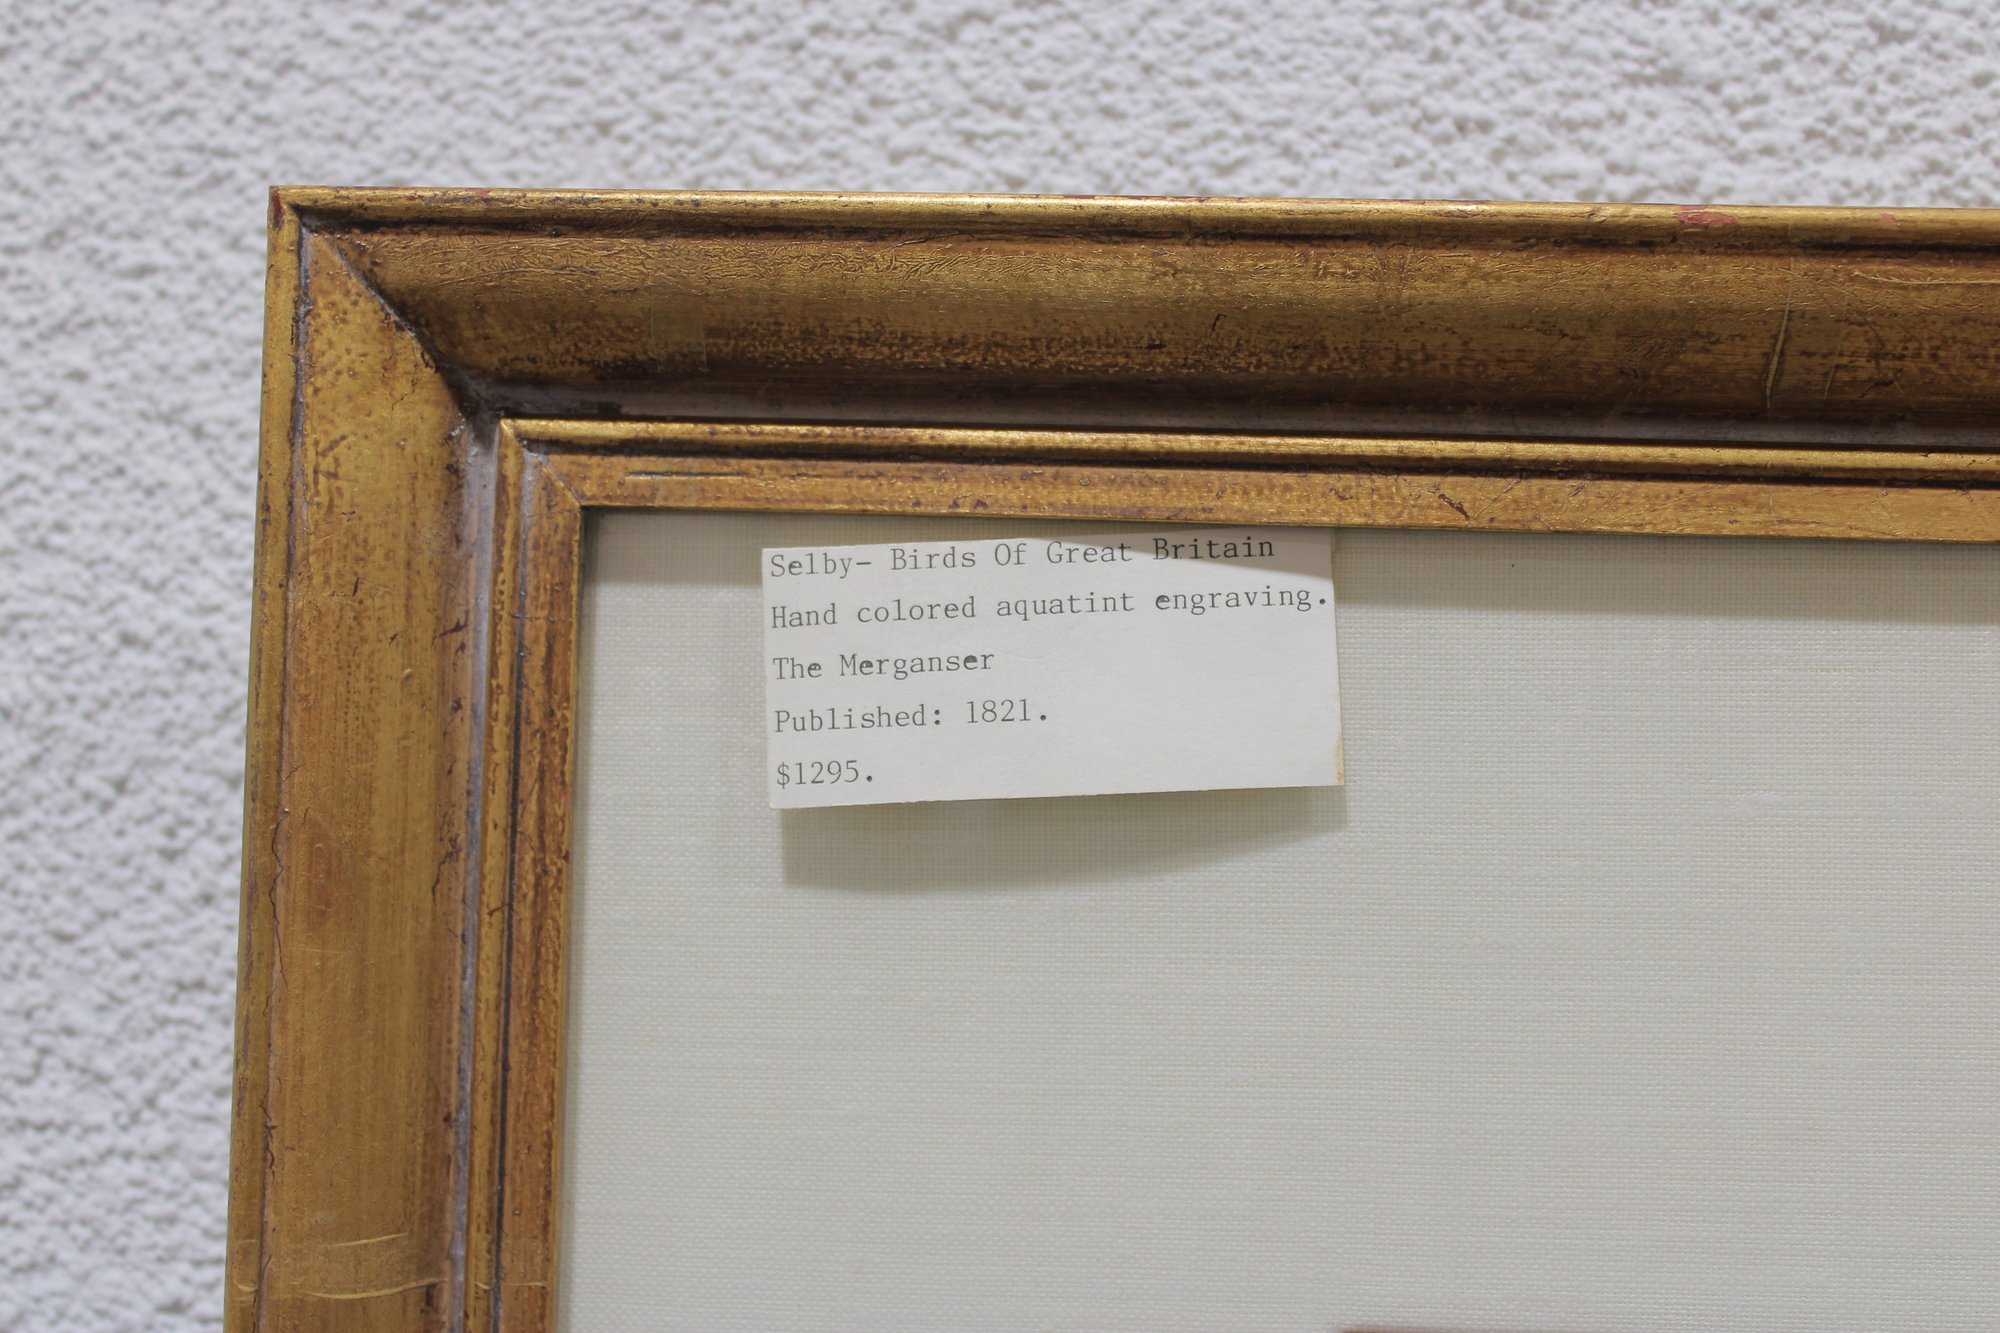 Selby- Birds Of Great Britain
Hand colored aquatint engraving.
The Merganser
Published: 1821.
$1295.